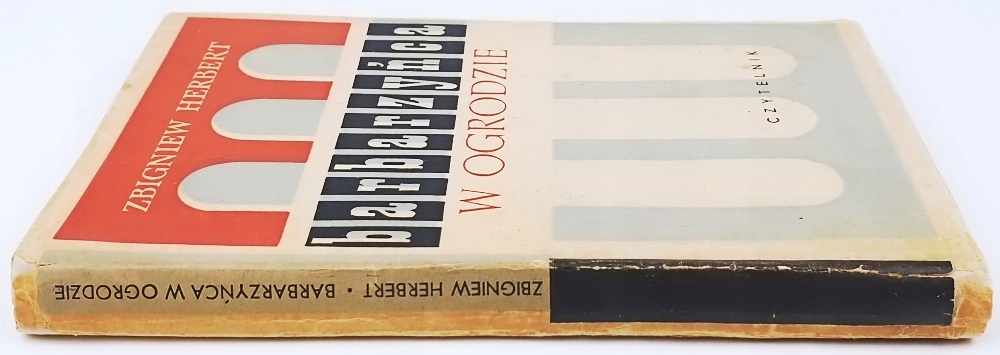 ZBIGNIEW HERBERT
barbarzyńca
W OGRODZIE
CZYTELNIK
ZBIGNIEW HERBERT • BARBARZYŃCA W OGRODZIE